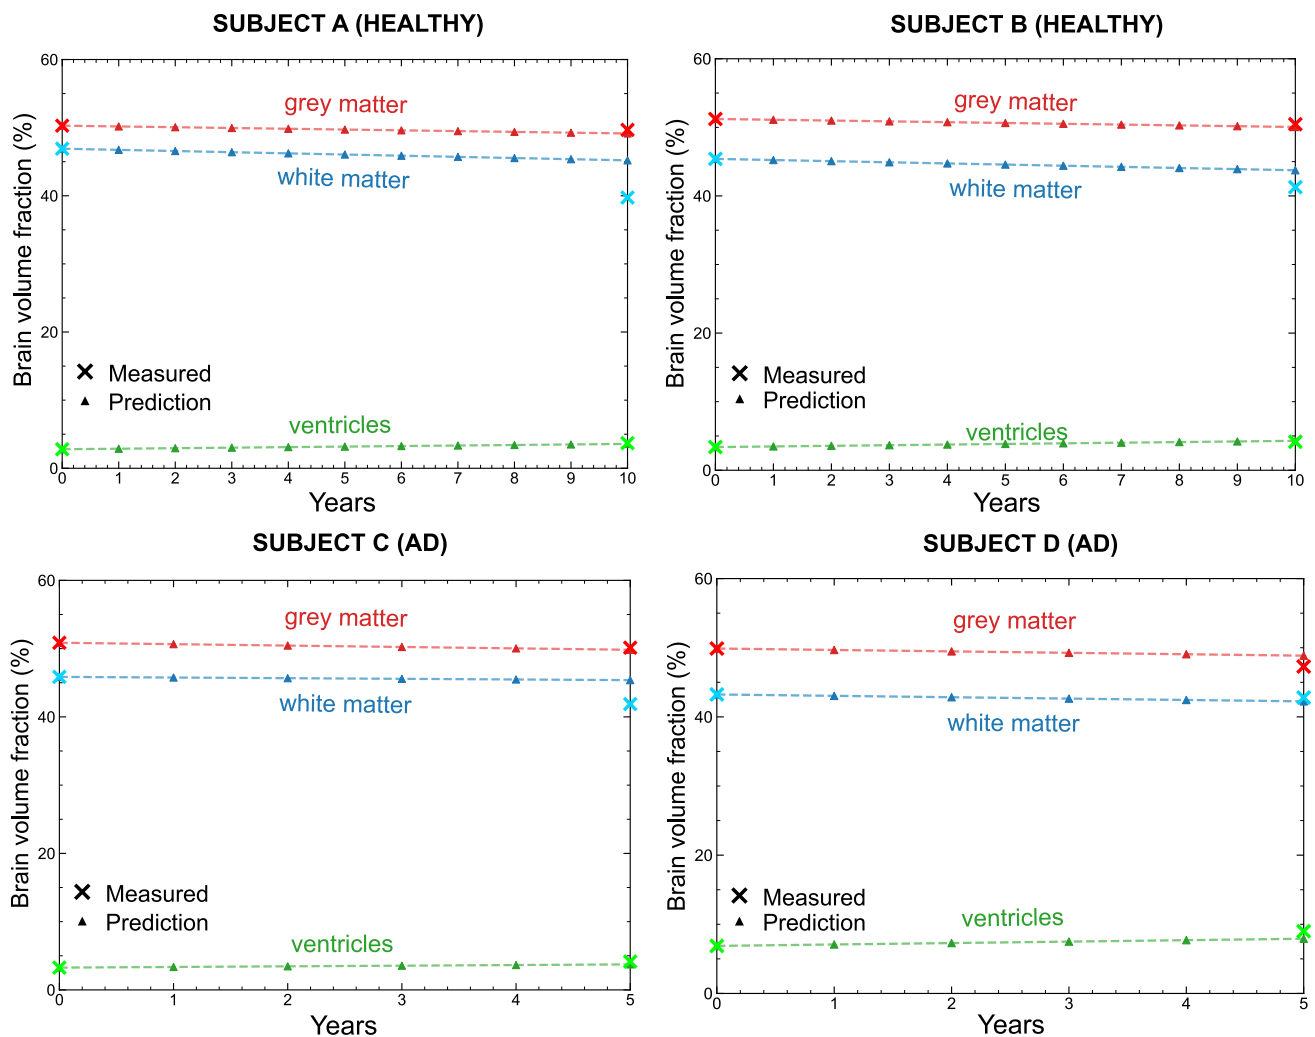 SUBJECT A (HEALTHY)
Brain volume fraction (%)
60
40
20
0
grey matter
white matter
Measured
Prediction
ventricles
0 1 2 3 4 5 6 7 8 9 10
Years
SUBJECT B (HEALTHY)
Brain volume fraction (%)
60
40
20
0
grey matter
white matter
Measured
Prediction
ventricles
0 1 2 3 4 5 6 7 8 9 10
Years
SUBJECT C (AD)
Brain volume fraction (%)
60
40
20
0
grey matter
white matter
Measured
Prediction
ventricles
0 1 2 3 4 5
Years
SUBJECT D (AD)
Brain volume fraction (%)
60
40
20
0
grey matter
white matter
Measured
Prediction
ventricles
0 1 2 3 4 5
Years